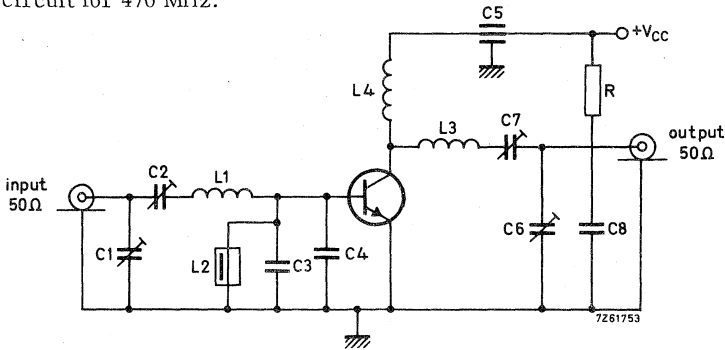 circuit for 470 MHz.
C5
+VCC
L4
R
C7
L3
output
50Ω
C2
L1
input
50Ω
C6
C8
C1
L2
C3
C4
7Z61753